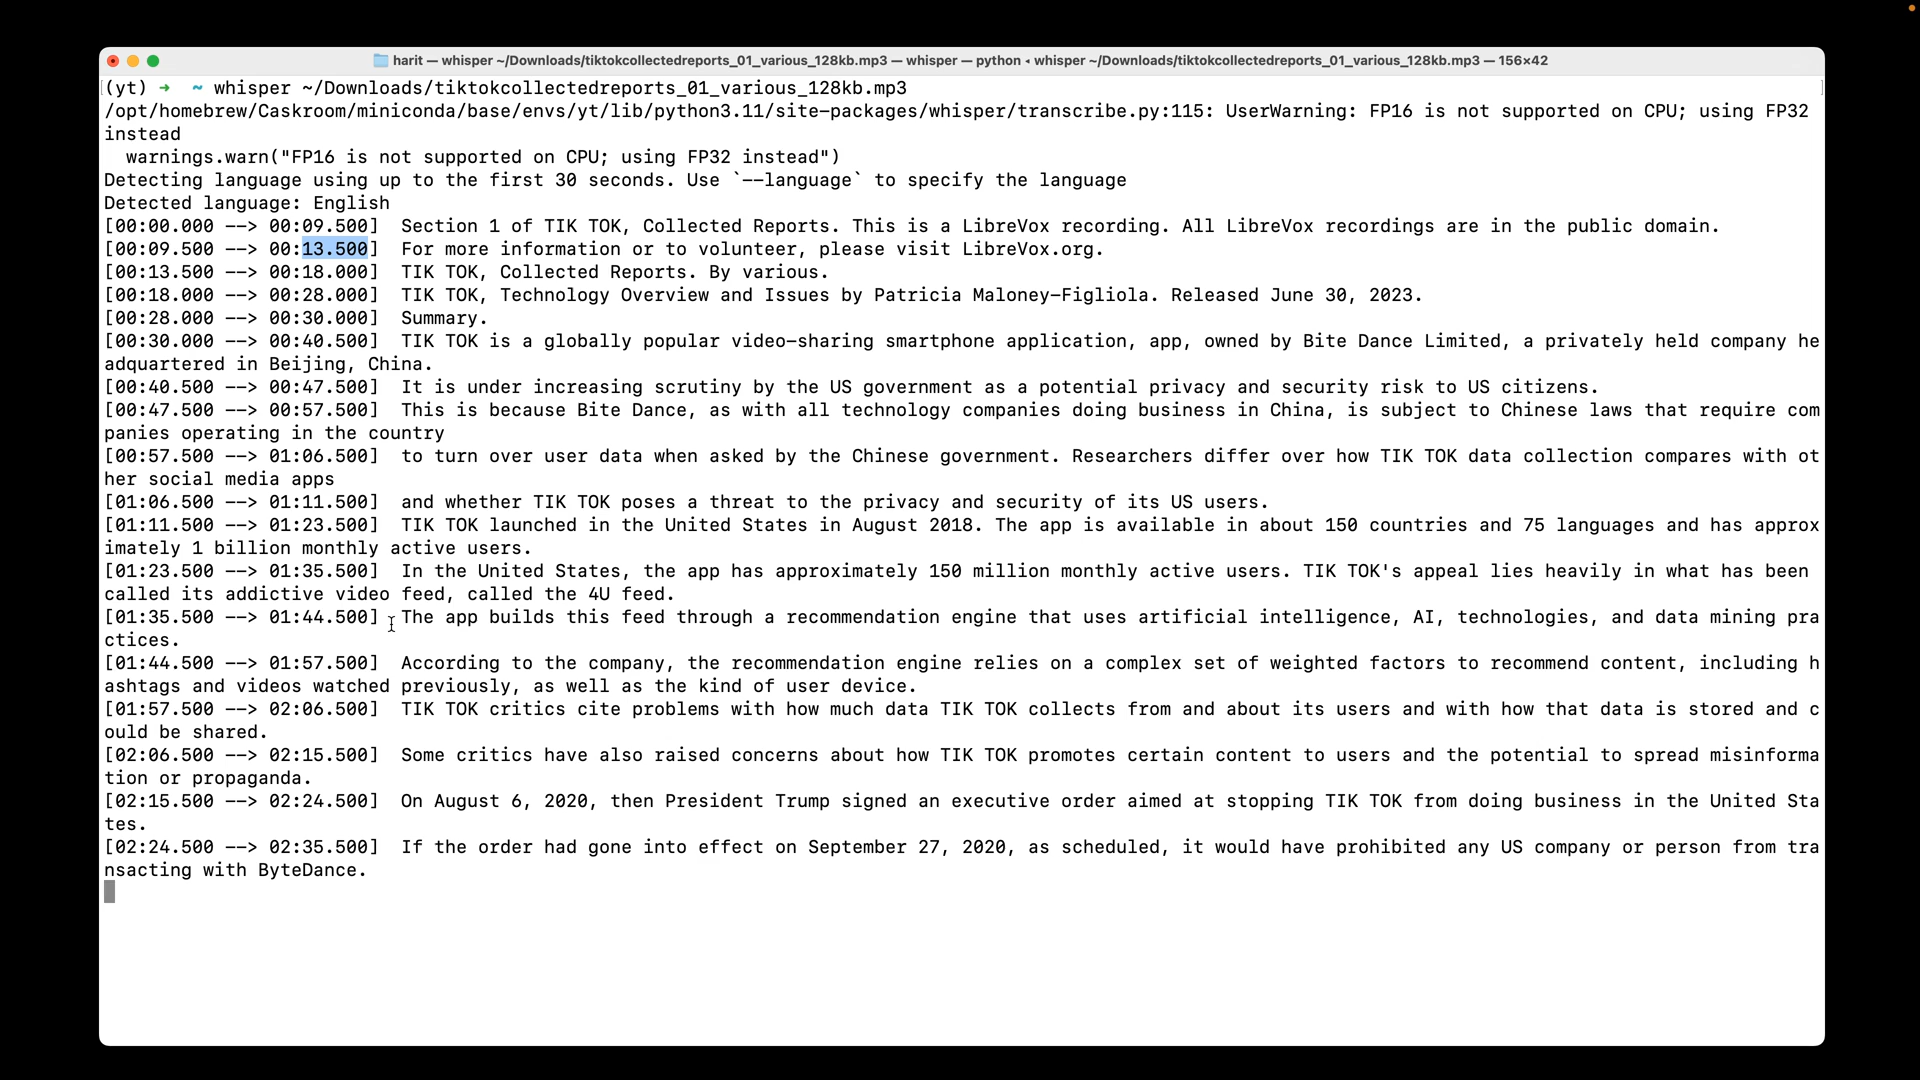 harit — whisper ~/Downloads/tiktokcollectedreports_01_various_128kb.mp3 — whisper — python ◂ whisper ~/Downloads/tiktokcollectedreports_01_various_128kb.mp3 — 156×42
(yt) ➜  ~ whisper ~/Downloads/tiktokcollectedreports_01_various_128kb.mp3
/opt/homebrew/Caskroom/miniconda/base/envs/yt/lib/python3.11/site-packages/whisper/transcribe.py:115: UserWarning: FP16 is not supported on CPU; using FP32
instead
  warnings.warn("FP16 is not supported on CPU; using FP32 instead")
Detecting language using up to the first 30 seconds. Use `--language` to specify the language
Detected language: English
[00:00.000 --> 00:09.500]  Section 1 of TIK TOK, Collected Reports. This is a LibreVox recording. All LibreVox recordings are in the public domain.
[00:09.500 --> 00:13.500]  For more information or to volunteer, please visit LibreVox.org.
[00:13.500 --> 00:18.000]  TIK TOK, Collected Reports. By various.
[00:18.000 --> 00:28.000]  TIK TOK, Technology Overview and Issues by Patricia Maloney-Figliola. Released June 30, 2023.
[00:28.000 --> 00:30.000]  Summary.
[00:30.000 --> 00:40.500]  TIK TOK is a globally popular video-sharing smartphone application, app, owned by Bite Dance Limited, a privately held company he
adquartered in Beijing, China.
[00:40.500 --> 00:47.500]  It is under increasing scrutiny by the US government as a potential privacy and security risk to US citizens.
[00:47.500 --> 00:57.500]  This is because Bite Dance, as with all technology companies doing business in China, is subject to Chinese laws that require com
panies operating in the country
[00:57.500 --> 01:06.500]  to turn over user data when asked by the Chinese government. Researchers differ over how TIK TOK data collection compares with ot
her social media apps
[01:06.500 --> 01:11.500]  and whether TIK TOK poses a threat to the privacy and security of its US users.
[01:11.500 --> 01:23.500]  TIK TOK launched in the United States in August 2018. The app is available in about 150 countries and 75 languages and has approx
imately 1 billion monthly active users.
[01:23.500 --> 01:35.500]  In the United States, the app has approximately 150 million monthly active users. TIK TOK's appeal lies heavily in what has been
called its addictive video feed, called the 4U feed.
[01:35.500 --> 01:44.500]  The app builds this feed through a recommendation engine that uses artificial intelligence, AI, technologies, and data mining pra
ctices.
[01:44.500 --> 01:57.500]  According to the company, the recommendation engine relies on a complex set of weighted factors to recommend content, including h
ashtags and videos watched previously, as well as the kind of user device.
[01:57.500 --> 02:06.500]  TIK TOK critics cite problems with how much data TIK TOK collects from and about its users and with how that data is stored and c
ould be shared.
[02:06.500 --> 02:15.500]  Some critics have also raised concerns about how TIK TOK promotes certain content to users and the potential to spread misinforma
tion or propaganda.
[02:15.500 --> 02:24.500]  On August 6, 2020, then President Trump signed an executive order aimed at stopping TIK TOK from doing business in the United Sta
tes.
[02:24.500 --> 02:35.500]  If the order had gone into effect on September 27, 2020, as scheduled, it would have prohibited any US company or person from tra
nsacting with ByteDance.